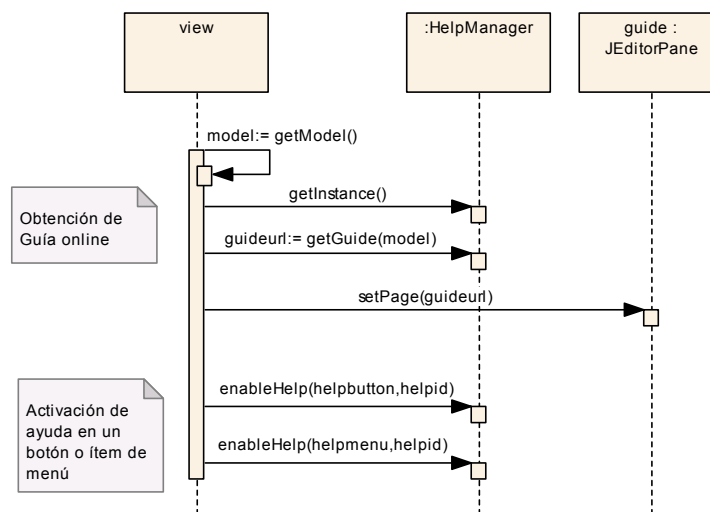 view
:HelpManager
guide :
JEditorPane
model:= getModel()
getInstance()
Obtención de
Guía online
guideurl:= getGuide(model)
setPage(guideurl)
enableHelp(helpbutton,helpid)
Activación de
ayuda en un
botón o ítem de
menú
enableHelp(helpmenu,helpid)